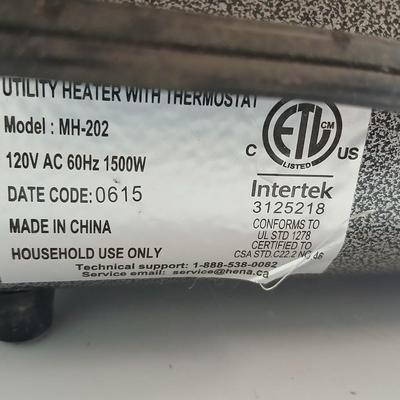 UTILITY HEATER WITH THERMOSTAT
Model : MH-202
120V AC 60Hz 1500W
DATE CODE: 0615
MADE IN CHINA
HOUSEHOLD USE ONLY
Technical support: 1-888-538-0082
Service email: service@hena.ca
ETL CM
LISTED
C US
Intertek
3125218
CONFORMS TO
UL STD 1278
CERTIFIED TO
CSA STD.C22.2 NO.46